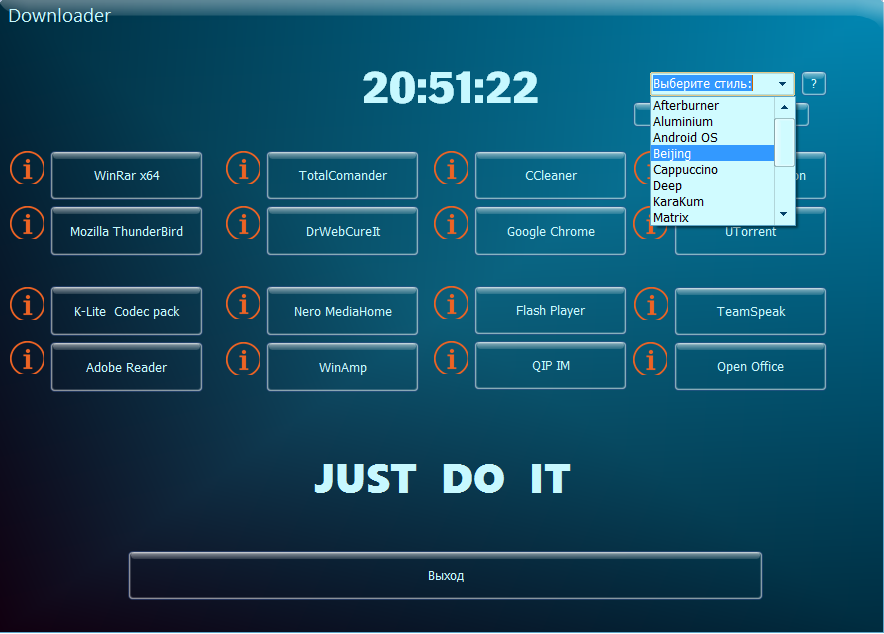 Downloader
20:51:22
Выберите стиль:
?
Afterburner
Aluminium
Android OS
Beijing
Cappuccino
Deep
KaraKum
Matrix
WinRar x64
TotalComander
CCleaner
Mozilla ThunderBird
DrWebCureIt
Google Chrome
UTorrent
K-Lite Codec pack
Nero MediaHome
Flash Player
TeamSpeak
Adobe Reader
WinAmp
QIP IM
Open Office
JUST DO IT
Выход